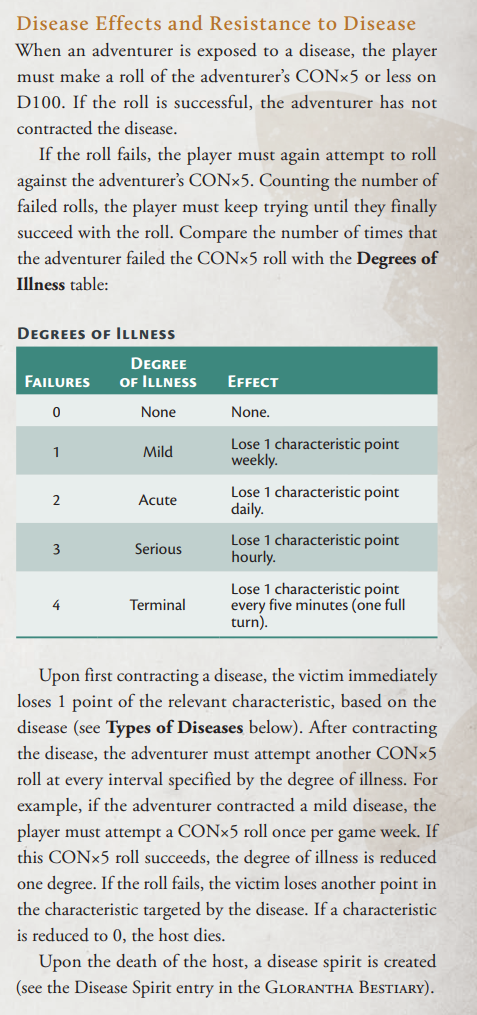 Disease Effects and Resistance to Disease
When an adventurer is exposed to a disease, the player
must make a roll of the adventurer's CON×5 or less on
D100. If the roll is successful, the adventurer has not
contracted the disease.
If the roll fails, the player must again attempt to roll
against the adventurer's CON×5. Counting the number of
failed rolls, the player must keep trying until they finally
succeed with the roll. Compare the number of times that
the adventurer failed the CON×5 roll with the Degrees of
Illness table:
Degrees of Illness
Failures Degree of Illness Effect
0 None None.
1 Mild Lose 1 characteristic point
weekly.
2 Acute Lose 1 characteristic point
daily.
3 Serious Lose 1 characteristic point
hourly.
4 Terminal Lose 1 characteristic point
every five minutes (one full
turn).
Upon first contracting a disease, the victim immediately
loses 1 point of the relevant characteristic, based on the
disease (see Types of Diseases below). After contracting
the disease, the adventurer must attempt another CON×5
roll at every interval specified by the degree of illness. For
example, if the adventurer contracted a mild disease, the
player must attempt a CON×5 roll once per game week. If
this CON×5 roll succeeds, the degree of illness is reduced
one degree. If the roll fails, the victim loses another point in
the characteristic targeted by the disease. If a characteristic
is reduced to 0, the host dies.
Upon the death of the host, a disease spirit is created
(see the Disease Spirit entry in the Glorantha Bestiary).